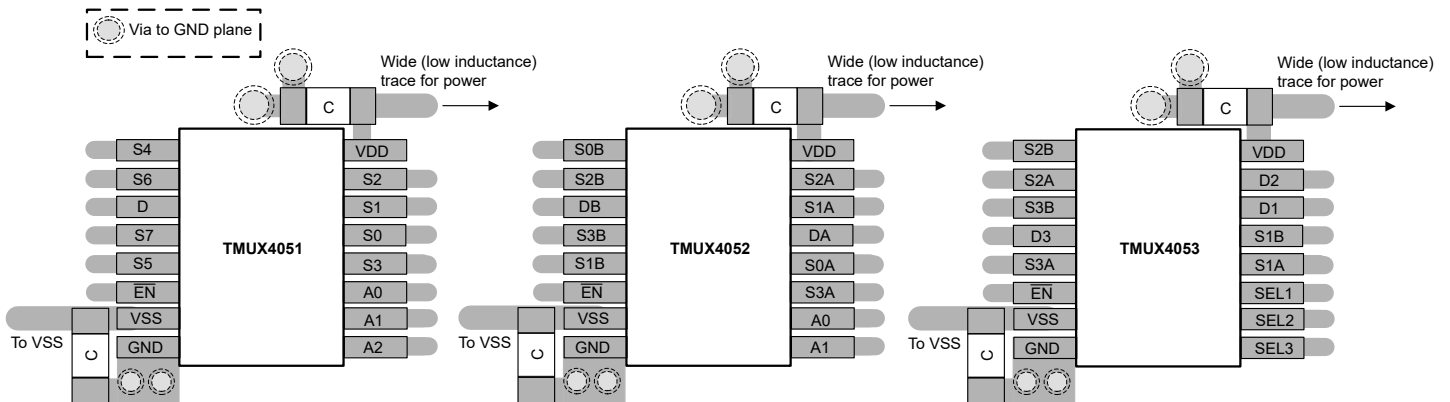 Via to GND plane
Wide (low inductance)
trace for power
C
S4
S6
D
S7
S5
EN
VSS
GND
TMUX4051
VDD
S2
S1
S0
S3
A0
A1
A2
To VSS
C
Wide (low inductance)
trace for power
C
S0B
S2B
DB
S3B
S1B
EN
VSS
GND
TMUX4052
VDD
S2A
S1A
DA
S0A
S3A
A0
A1
To VSS
C
Wide (low inductance)
trace for power
C
S2B
S2A
S3B
D3
S3A
EN
VSS
GND
TMUX4053
VDD
D2
D1
S1B
S1A
SEL1
SEL2
SEL3
To VSS
C